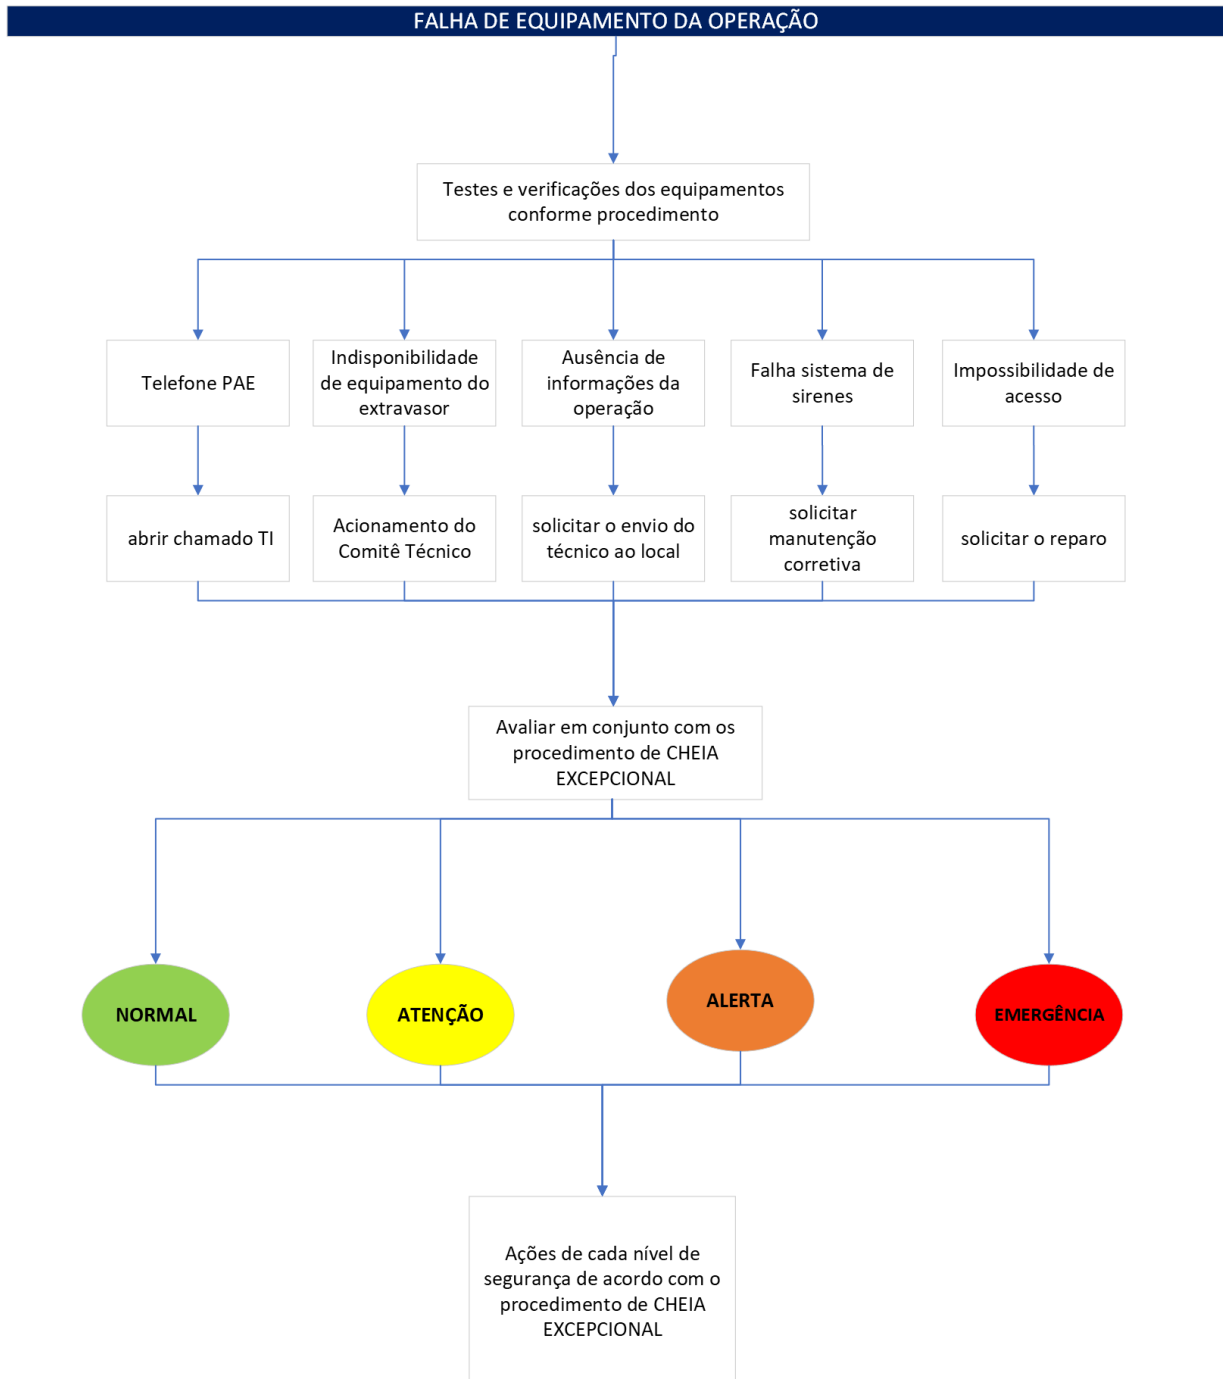 FALHA DE EQUIPAMENTO DA OPERAÇÃO
Testes e verificações dos equipamentos
conforme procedimento
Telefone PAE
Indisponibilidade
de equipamento do
extravasor
Ausência de
informações da
operação
Falha sistema de
sirenes
Impossibilidade de
acesso
abrir chamado TI
Acionamento do
Comitê Técnico
solicitar o envio do
técnico ao local
solicitar
manutenção
corretiva
solicitar o reparo
Avaliar em conjunto com os
procedimento de CHEIA
EXCEPCIONAL
NORMAL
ATENÇÃO
ALERTA
EMERGÊNCIA
Ações de cada nível de
segurança de acordo com o
procedimento de CHEIA
EXCEPCIONAL